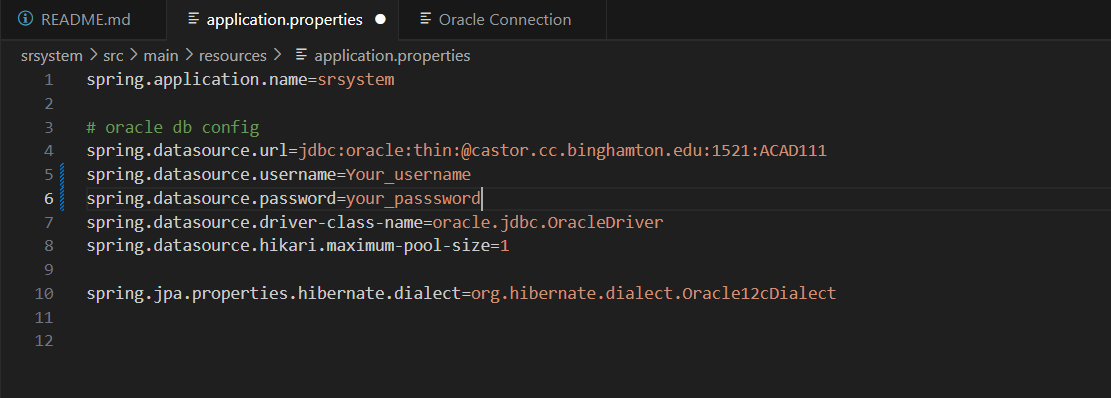 README.md
application.properties
Oracle Connection
srsystem > src > main > resources > application.properties
1 spring.application.name=srsystem
2
3 # oracle db config
4 spring.datasource.url=jdbc:oracle:thin:@castor.cc.binghamton.edu:1521:ACAD111
5 spring.datasource.username=Your_username
6 spring.datasource.password=your_passsword
7 spring.datasource.driver-class-name=oracle.jdbc.OracleDriver
8 spring.datasource.hikari.maximum-pool-size=1
9
10 spring.jpa.properties.hibernate.dialect=org.hibernate.dialect.Oracle12cDialect
11
12